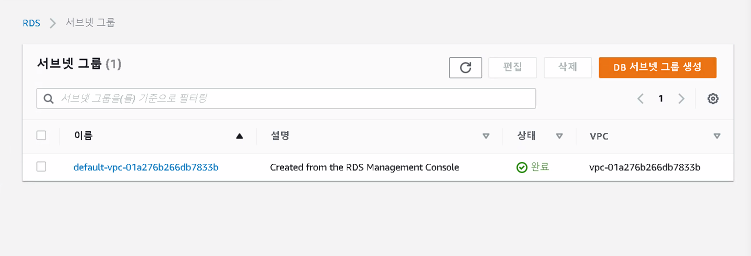 RDS > 서브넷 그룹
서브넷 그룹 (1)
편집 삭제 DB 서브넷 그룹 생성
서브넷 그룹을(를) 기준으로 필터링
1
이름 설명 상태 VPC
default-vpc-01a276b266db7833b Created from the RDS Management Console 완료 vpc-01a276b266db7833b